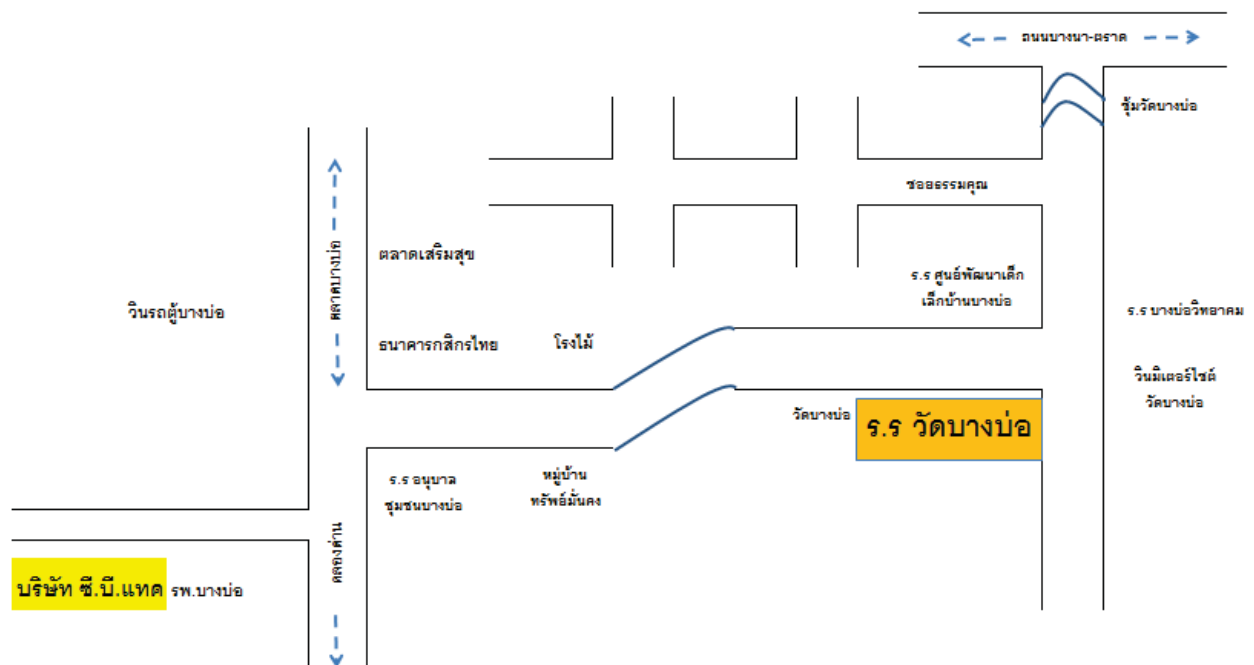 ถนนบางนา-ตราด
ซุ้มวัดบางบ่อ
ซอยธรรมคุณ
ตลาดบางบ่อ
ตลาดเสริมสุข
ร.ร ศูนย์พัฒนาเด็ก
เล็กบ้านบางบ่อ
วินรถตู้บางบ่อ
ร.ร บางบ่อวิทยาคม
ธนาคารกสิกรไทย
โรงไม้
วินมิเตอร์ไซต์
วัดบางบ่อ
วัดบางบ่อ
ร.ร วัดบางบ่อ
ร.ร อนุบาล
ชุมชนบางบ่อ
หมู่บ้าน
ทรัพย์มั่นคง
คลองด่าน
บริษัท ซี.บี.แทค
รพ.บางบ่อ